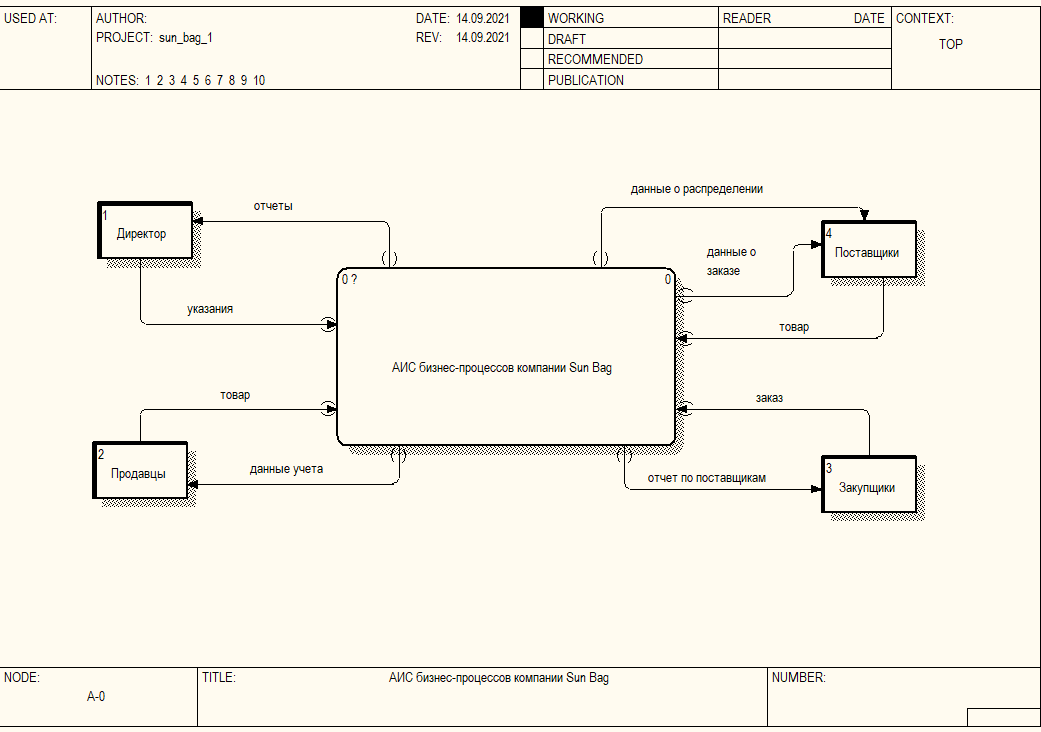 USED AT:
AUTHOR:
DATE: 14.09.2021
PROJECT: sun_bag_1
REV: 14.09.2021
NOTES: 1 2 3 4 5 6 7 8 9 10
WORKING
DRAFT
RECOMMENDED
PUBLICATION
READER
DATE
CONTEXT:
TOP
данные о распределении
отчеты
1
Директор
4
Поставщики
данные о
заказе
0 ?
0
указания
товар
АИС бизнес-процессов компании Sun Bag
товар
заказ
2
Продавцы
данные учета
отчет по поставщикам
3
Закупщики
NODE:
A-0
TITLE:
АИС бизнес-процессов компании Sun Bag
NUMBER: